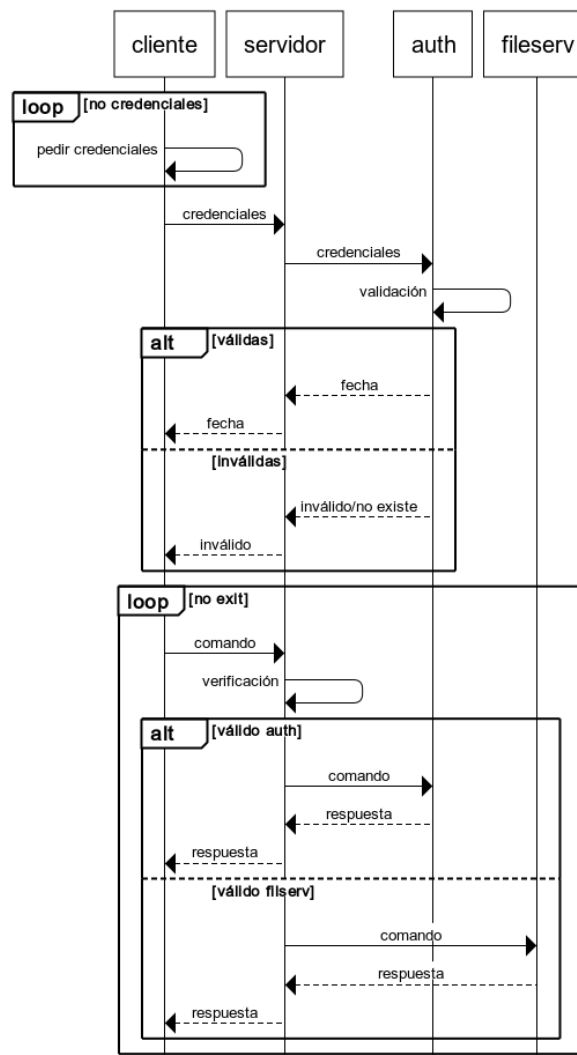 cliente servidor auth fileserv
loop [no credenciales]
pedir credenciales
credenciales
credenciales
validación
alt [válidas]
fecha
fecha
[inválidas]
inválido/no existe
inválido
loop [no exit]
comando
verificación
alt [válido auth]
comando
respuesta
respuesta
[válido filserv]
comando
respuesta
respuesta